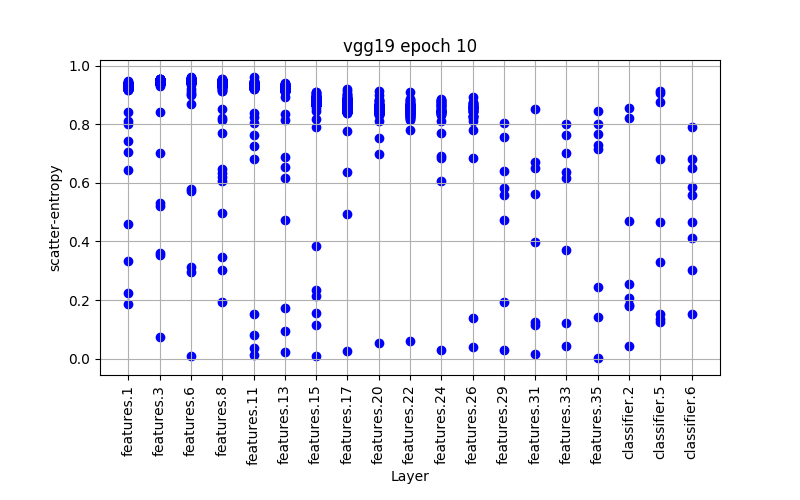 vgg19 epoch 10
scatter-entropy
1.0
0.8
0.6
0.4
0.2
0.0
features.1
features.3
features.6
features.8
features.11
features.13
features.15
features.17
features.20
features.22
features.24
features.26
features.29
features.31
features.33
features.35
classifier.2
classifier.5
classifier.6
Layer